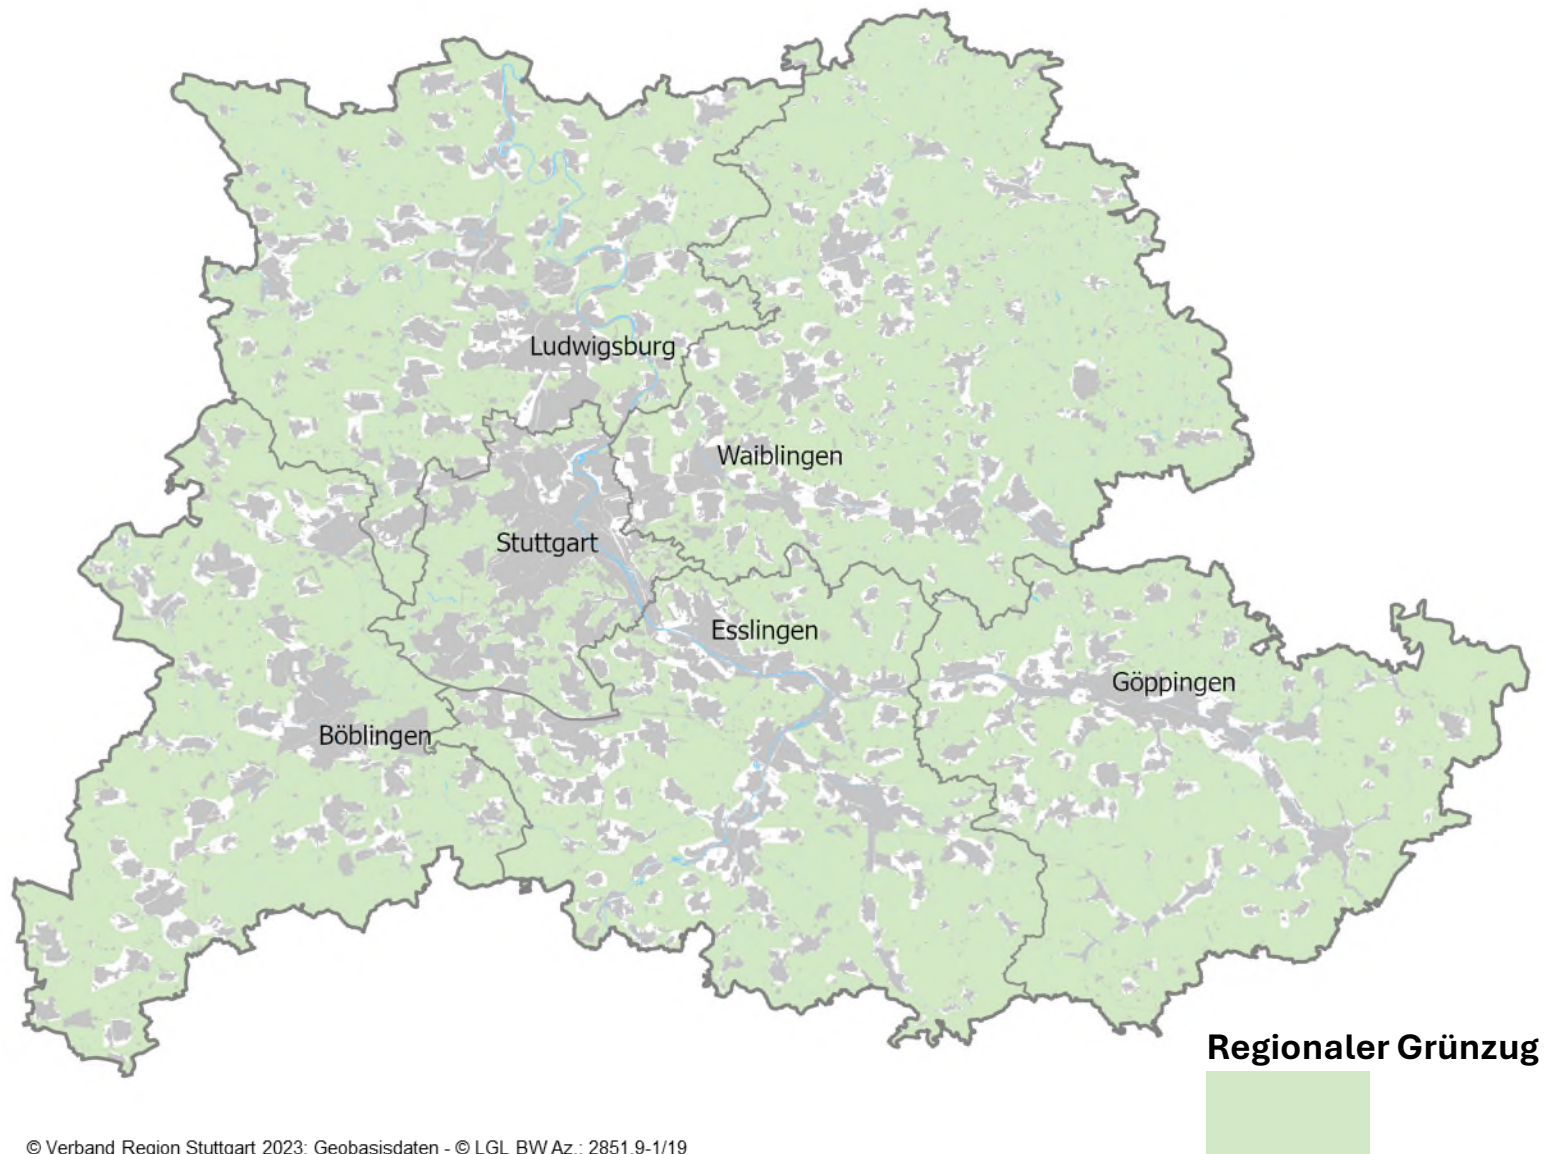 Ludwigsburg
Waiblingen
Stuttgart
Esslingen
Göppingen
Böblingen
Regionaler Grünzug
© Verband Region Stuttgart 2023; Geobasisdaten - © LGL BW Az.: 2851.9-1/19